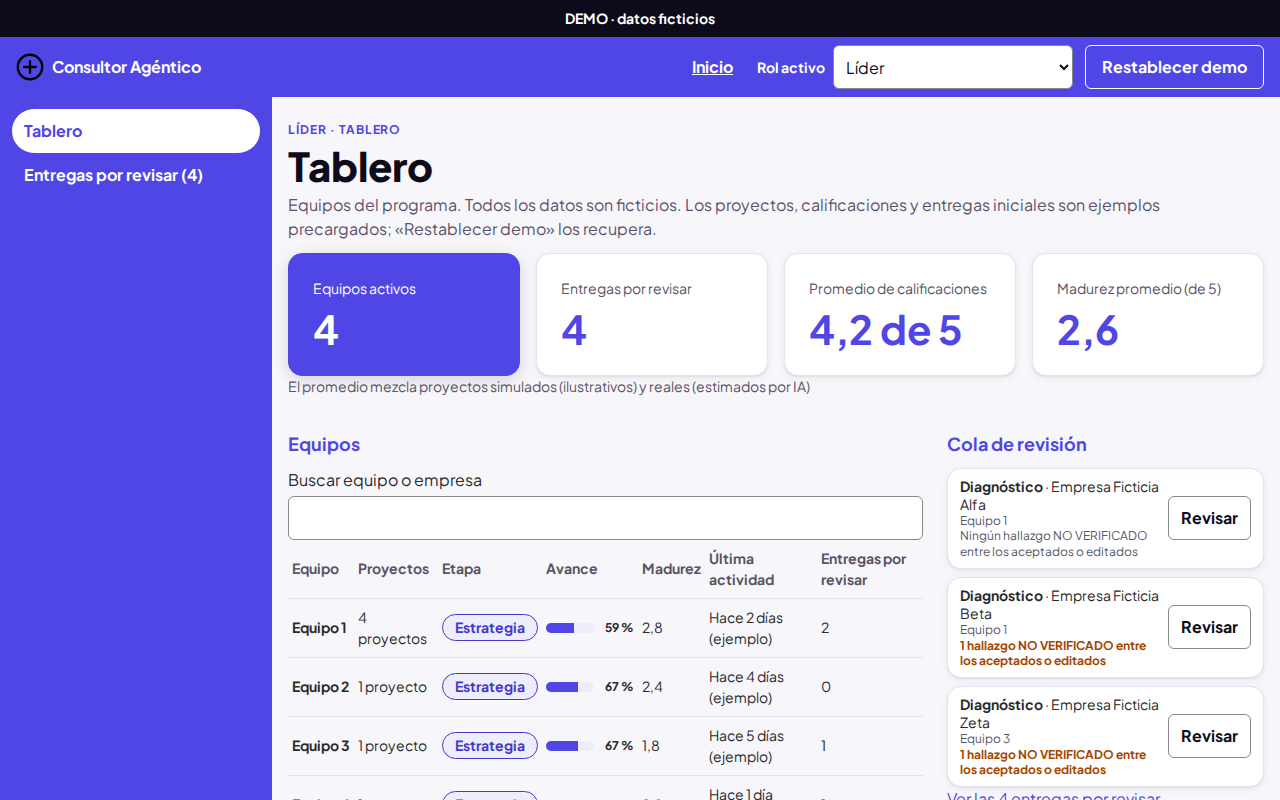 DEMO · datos ficticios
Consultor Agéntico
Inicio
Rol activo
Líder
Restablecer demo
Tablero
Entregas por revisar (4)
LÍDER · TABLERO
Tablero
Equipos del programa. Todos los datos son ficticios. Los proyectos, calificaciones y entregas iniciales son ejemplos
precargados; «Restablecer demo» los recupera.
Equipos activos
4
Entregas por revisar
4
Promedio de calificaciones
4,2 de 5
Madurez promedio (de 5)
2,6
El promedio mezcla proyectos simulados (ilustrativos) y reales (estimados por IA)
Equipos
Buscar equipo o empresa
Equipo Proyectos Etapa Avance Madurez Última actividad Entregas por revisar
Equipo 1 4 proyectos Estrategia 59 % 2,8 Hace 2 días (ejemplo) 2
Equipo 2 1 proyecto Estrategia 67 % 2,4 Hace 4 días (ejemplo) 0
Equipo 3 1 proyecto Estrategia 67 % 1,8 Hace 5 días (ejemplo) 1
Hace 1 día
Cola de revisión
Diagnóstico · Empresa Ficticia
Alfa
Equipo 1
Ningún hallazgo NO VERIFICADO
entre los aceptados o editados
Revisar
Diagnóstico · Empresa Ficticia
Beta
Equipo 1
1 hallazgo NO VERIFICADO entre
los aceptados o editados
Revisar
Diagnóstico · Empresa Ficticia
Zeta
Equipo 3
1 hallazgo NO VERIFICADO entre
los aceptados o editados
Revisar
Ver las 4 entregas por revisar